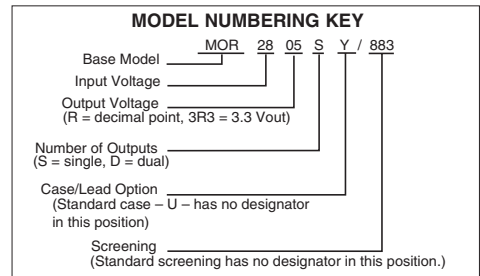 MODEL NUMBERING KEY
MOR 28 05 S Y / 883
Base Model
Input Voltage
Output Voltage
(R = decimal point, 3R3 = 3.3 Vout)
Number of Outputs
(S = single, D = dual)
Case/Lead Option
(Standard case – U – has no designator
in this position)
Screening
(Standard screening has no designator in this position.)